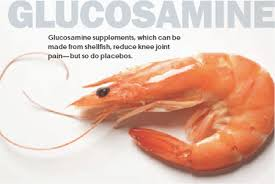 GLUCOSAMINE
Glucosamine supplements, which can be
made from shellfish, reduce knee joint
pain—but so do placebos.